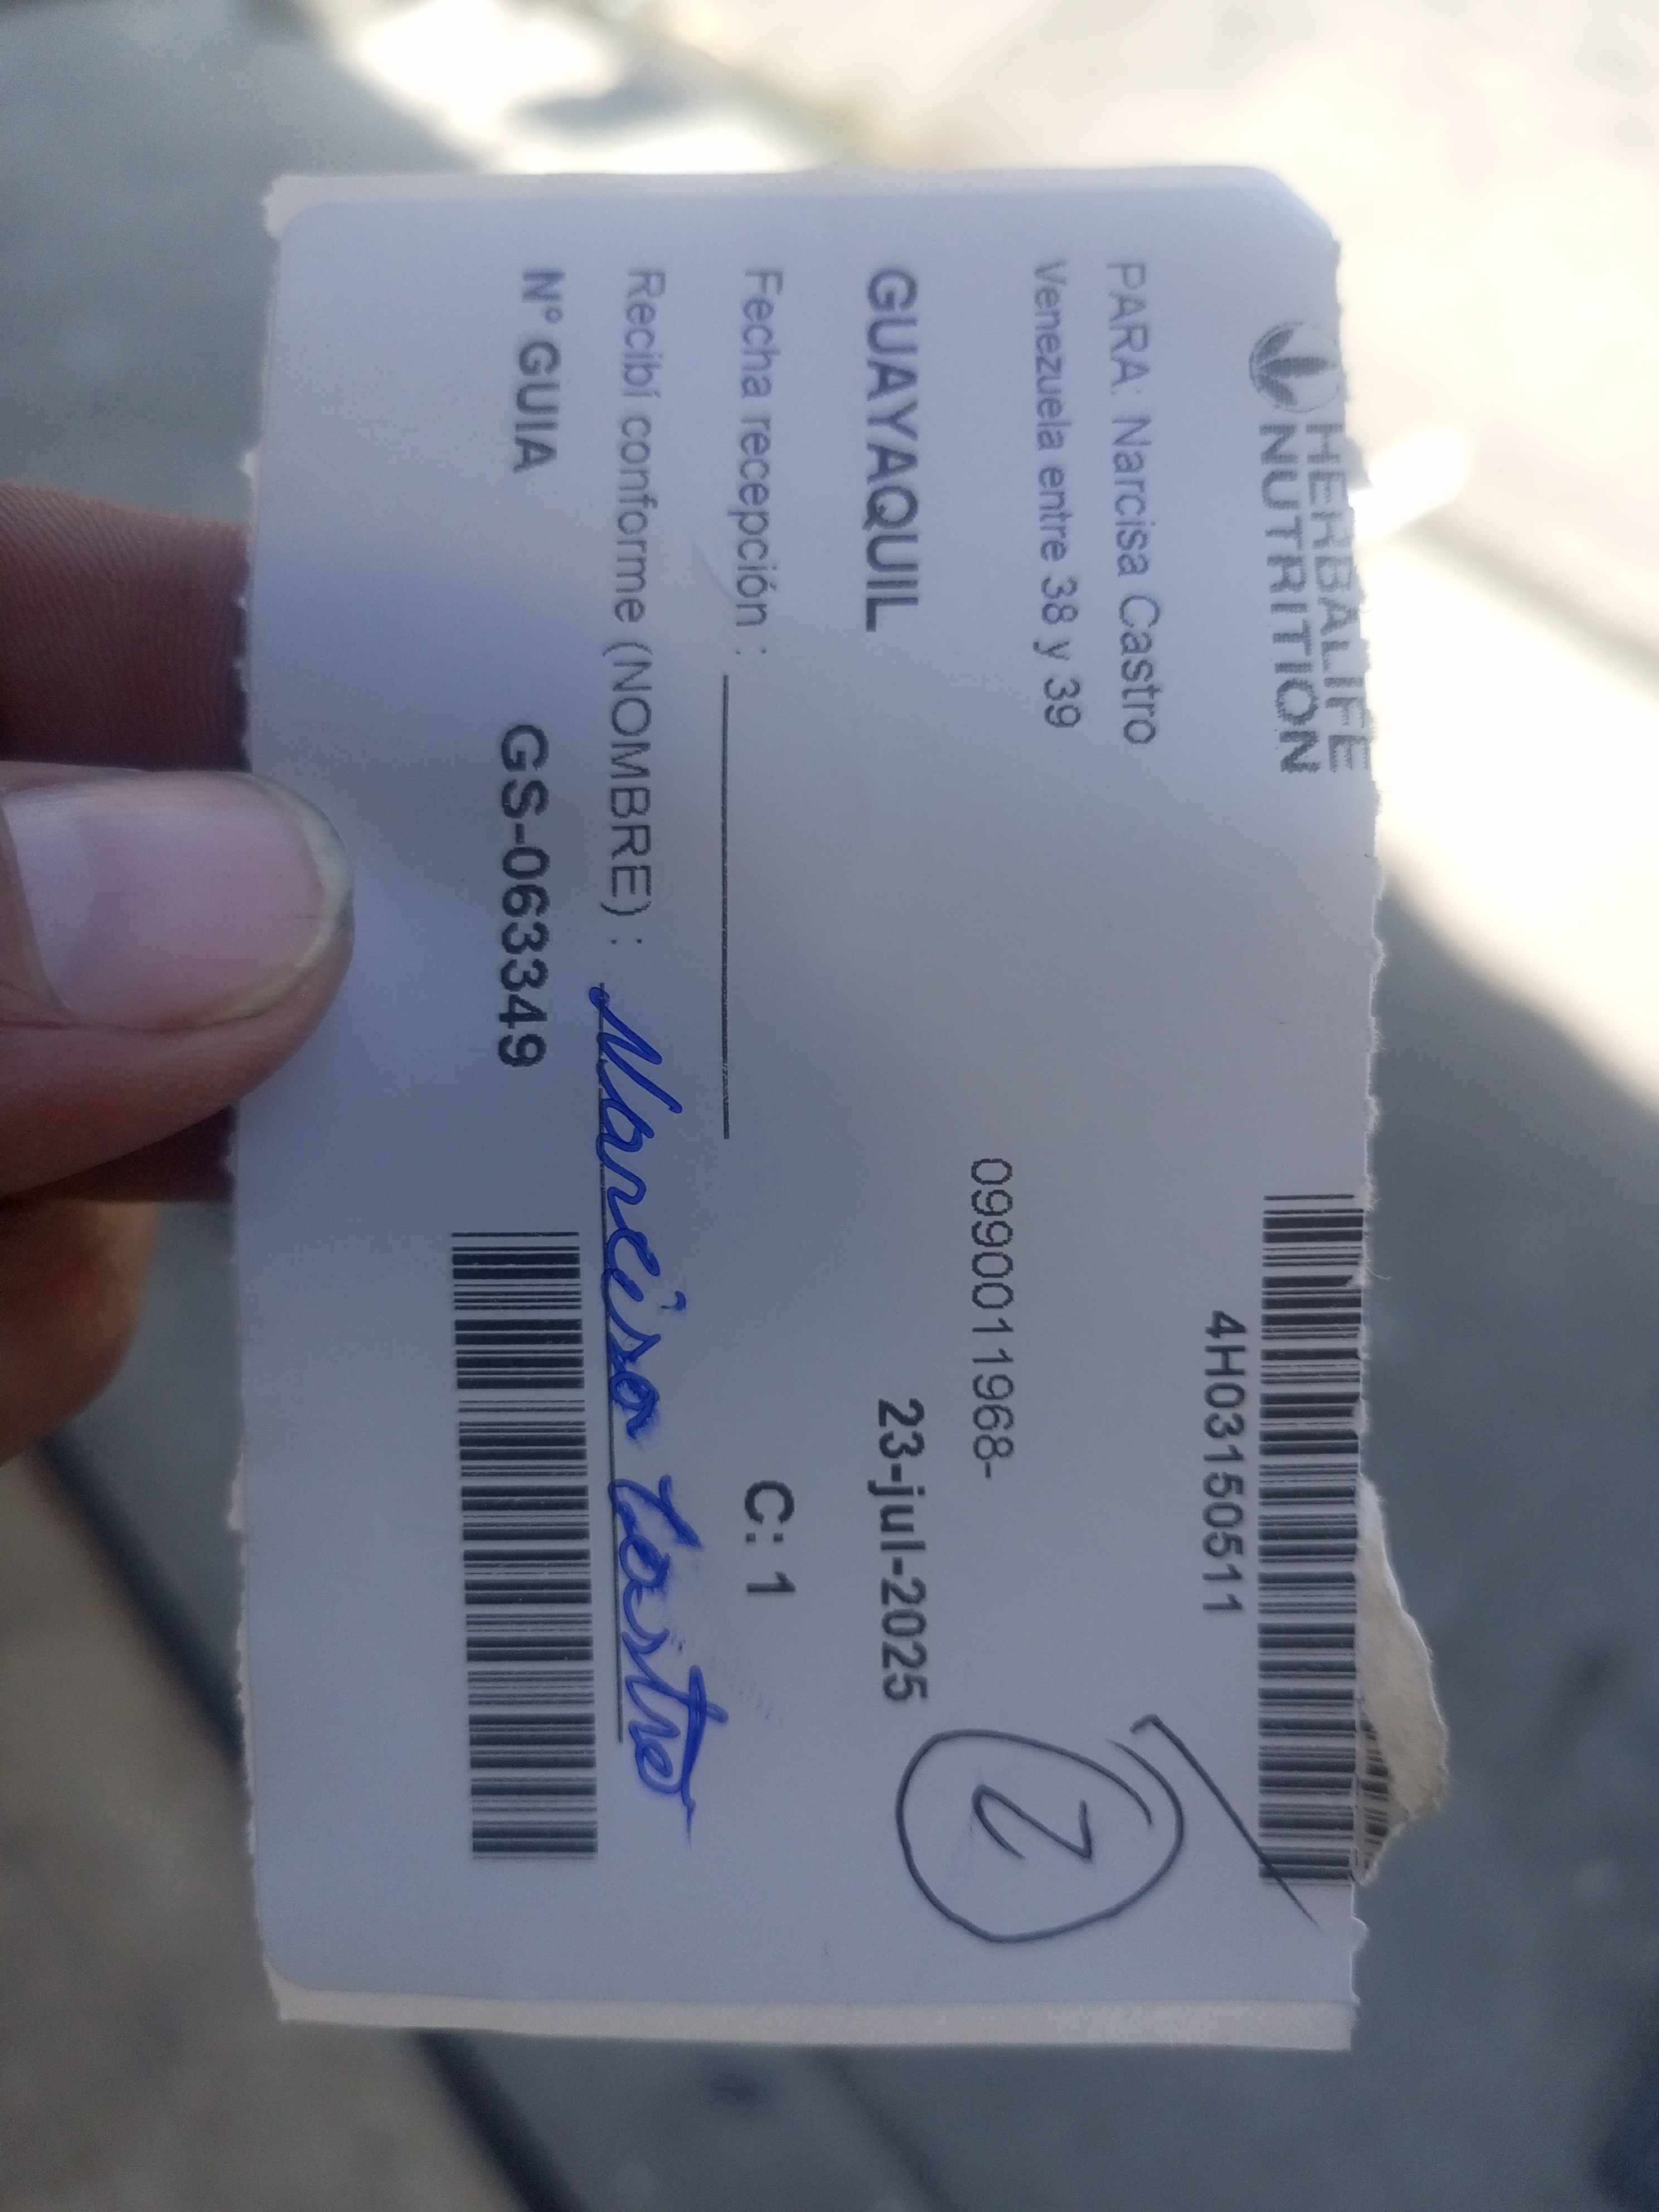 HERBALIFE
NUTRITION
4H03150511
PARA: Narcisa Castro
Venezuela entre 38 y 39
0990011968-
2
GUAYAQUIL 23-jul-2025
Fecha recepción : C: 1
Recibí conforme (NOMBRE) : Narcisa Castro
N° GUIA GS-063349